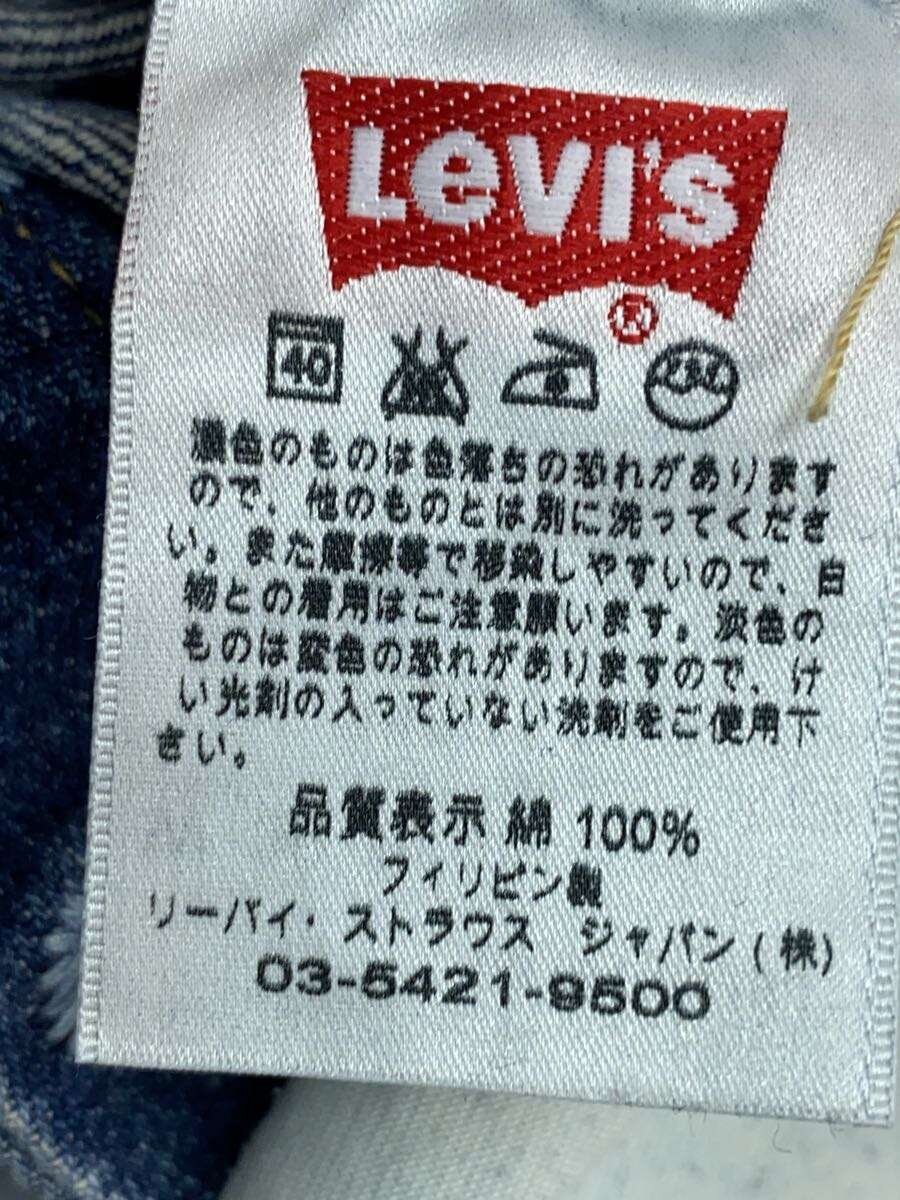 Levi's
®
40
濃色のものは色落ちの恐れがあります
ので、他のものとは別に洗ってくださ
い。また摩擦等で移染しやすいので、白
物との着用はご注意願います。淡色の
ものは変色の恐れがありますので、け
い光剤の入っていない洗剤をご使用下
さい。
品質表示 綿 100%
フィリピン製
リーバイ・ストラウス ジャパン(株)
03-5421-9500